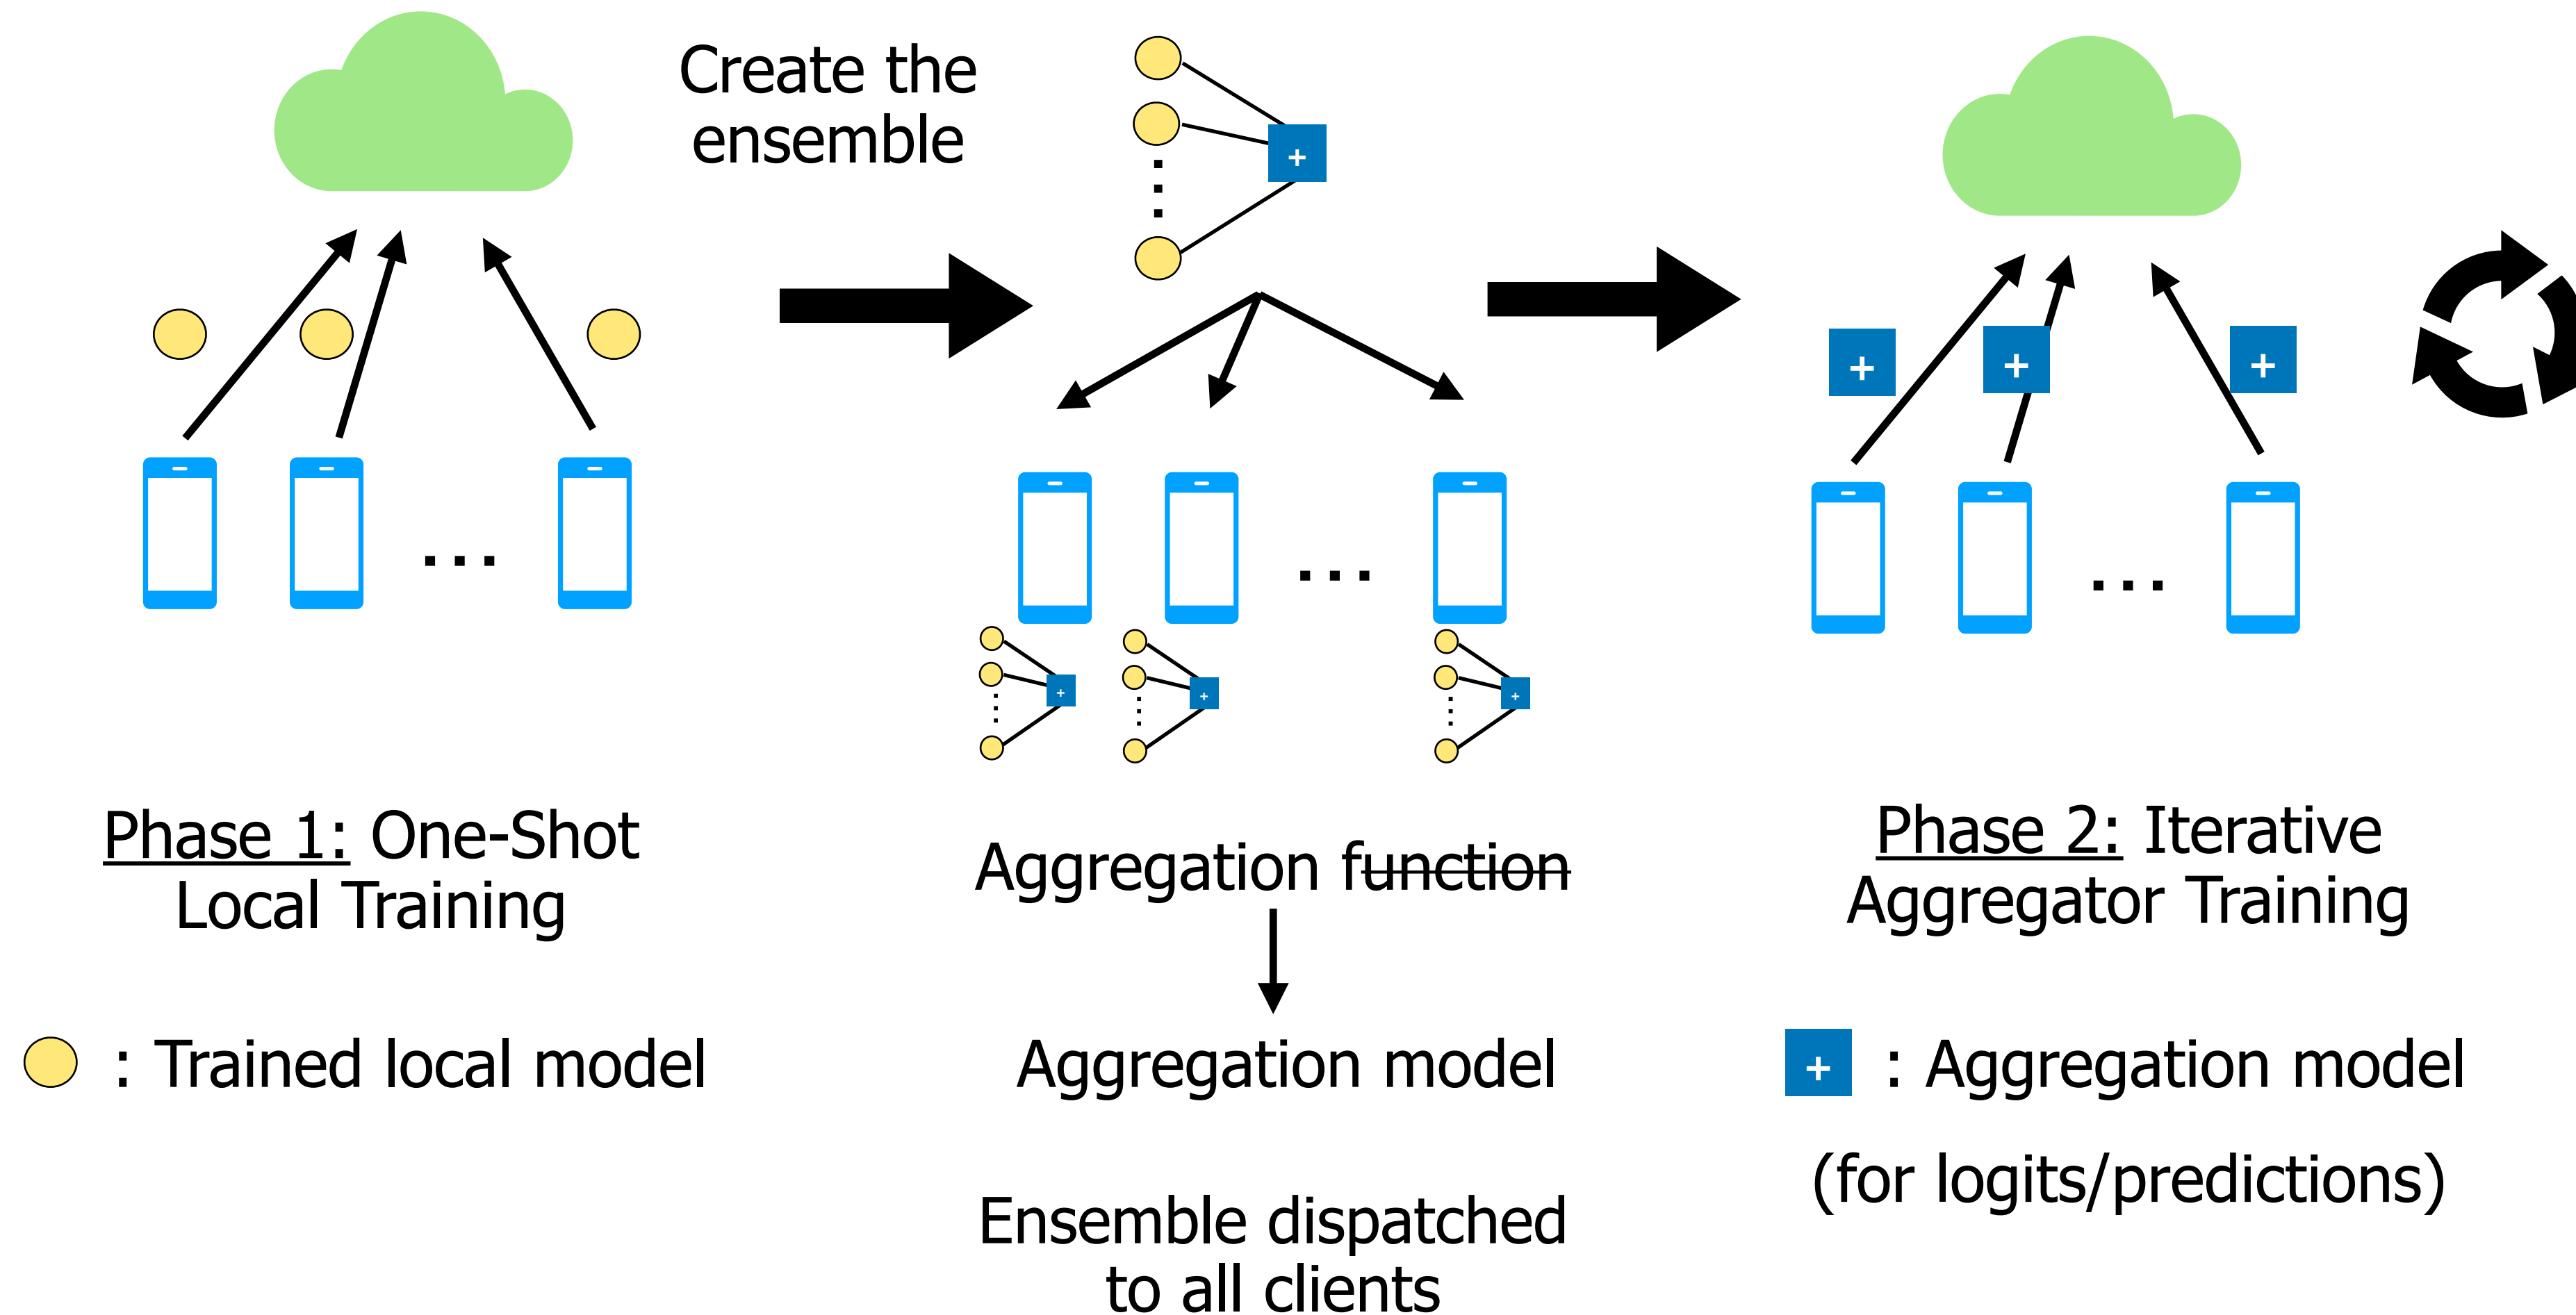 Create the
ensemble
+
+ + +
. . .
. . .
. . .
+ + +
Phase 1: One-Shot
Local Training
Aggregation function
Phase 2: Iterative
Aggregator Training
: Trained local model
Aggregation model
+ : Aggregation model
(for logits/predictions)
Ensemble dispatched
to all clients